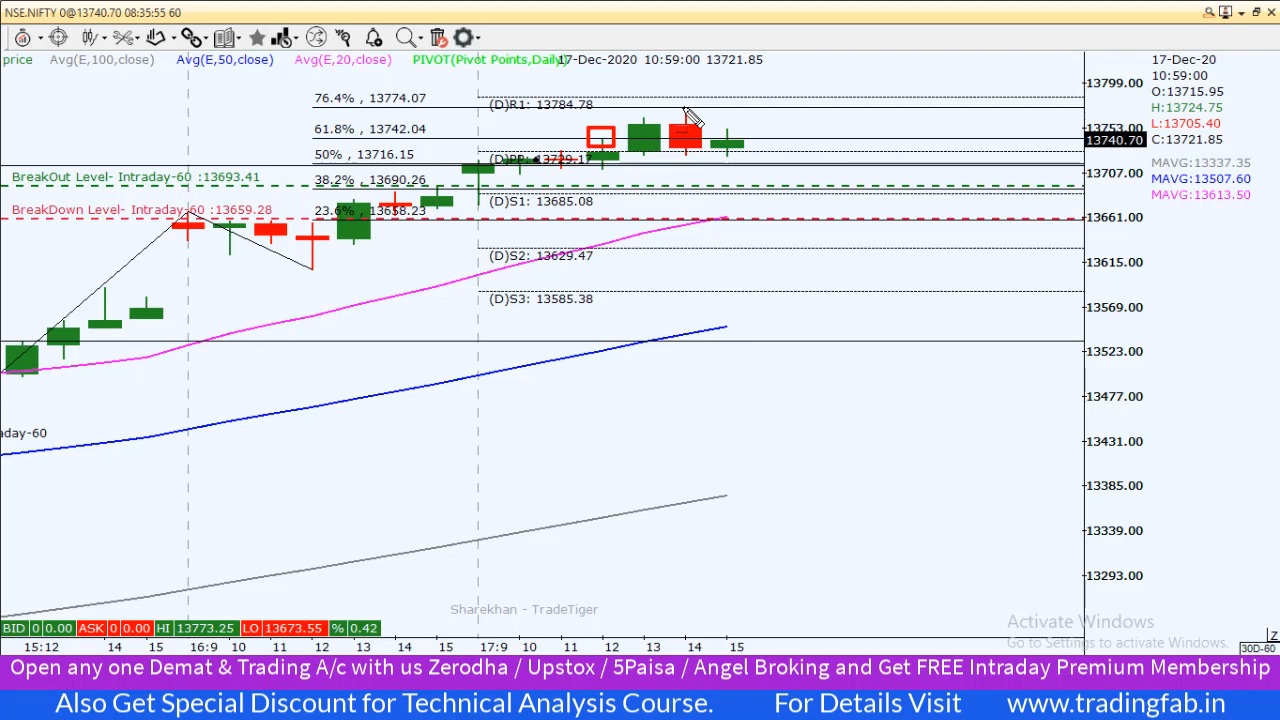 NSE.NIFTY 0@13740.70 08:35:55 60
price Avg(E,100,close) Avg(E,50,close) Avg(E,20,close) PIVOT(Pivot Points,Daily) 17-Dec-2020 10:59:00 13721.85
17-Dec-20
10:59:00
O:13715.95
H:13724.75
L:13705.40
C:13721.85
MAVG:13337.35
MAVG:13507.60
MAVG:13613.50
13799.00
13753.00
13740.70
13707.00
13661.00
13615.00
13569.00
13523.00
13477.00
13431.00
13385.00
13339.00
13293.00
76.4% , 13774.07
61.8% , 13742.04
50% , 13716.15
38.2% , 13690.26
23.6% , 13658.23
(D)R1: 13784.78
(D)PP: 13729.17
(D)S1: 13685.08
(D)S2: 13629.47
(D)S3: 13585.38
BreakOut Level- Intraday-60 :13693.41
BreakDown Level- Intraday-60 :13659.28
aday-60
Sharekhan - TradeTiger
Activate Windows
Go to Settings to activate Windows.
BID 0 0.00 ASK 0 0.00 HI 13773.25 LO 13673.55 % 0.42
15:12 14 15 16:9 10 11 12 13 14 15 17:9 10 11 12 13 14 15
Z
30D-60
Open any one Demat & Trading A/c with us Zerodha / Upstox / 5Paisa / Angel Broking and Get FREE Intraday Premium Membership
Also Get Special Discount for Technical Analysis Course. For Details Visit www.tradingfab.in